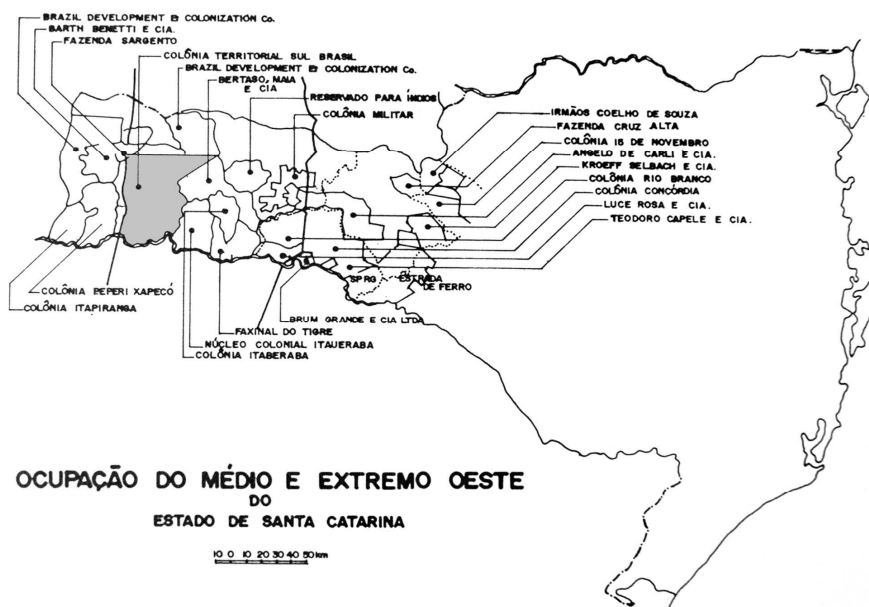 BRAZIL DEVELOPMENT & COLONIZATION Co.
BARTH BENETTI E CIA.
FAZENDA SARGENTO
COLÔNIA TERRITORIAL SUL BRASIL
BRAZIL DEVELOPMENT & COLONIZATION Co.
BERTASO, MAIA
E CIA
RESERVADO PARA ÍNDIOS
COLÔNIA MILITAR
IRMÃOS COELHO DE SOUZA
FAZENDA CRUZ ALTA
COLÔNIA 15 DE NOVEMBRO
ANGELO DE CARLI E CIA.
KROEFF SELBACH E CIA.
COLÔNIA RIO BRANCO
COLÔNIA CONCÓRDIA
LUCE ROSA E CIA.
TEODORO CAPELE E CIA.
SPRG
ESTRADA
DE FERRO
COLÔNIA PEPERI XAPECÓ
COLÔNIA ITAPIRANGA
BRUM GRANDE E CIA LTDA
FAXINAL DO TIGRE
NÚCLEO COLONIAL ITAUERABA
COLÔNIA ITABERABA
OCUPAÇÃO DO MÉDIO E EXTREMO OESTE
DO
ESTADO DE SANTA CATARINA
10 0 10 20 30 40 50 km